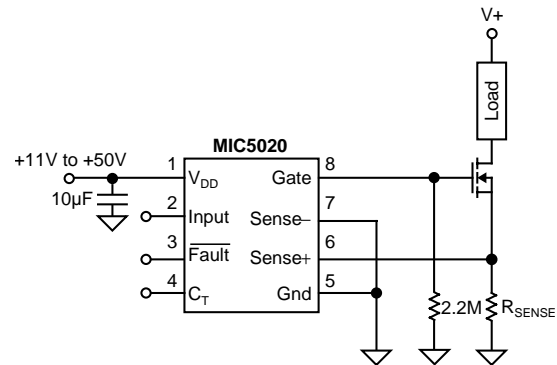 V+
Load
MIC5020
+11V to +50V
10µF
1
VDD
2
Input
3
Fault
4
CT
8
Gate
7
Sense−
6
Sense+
5
Gnd
2.2M
RSENSE